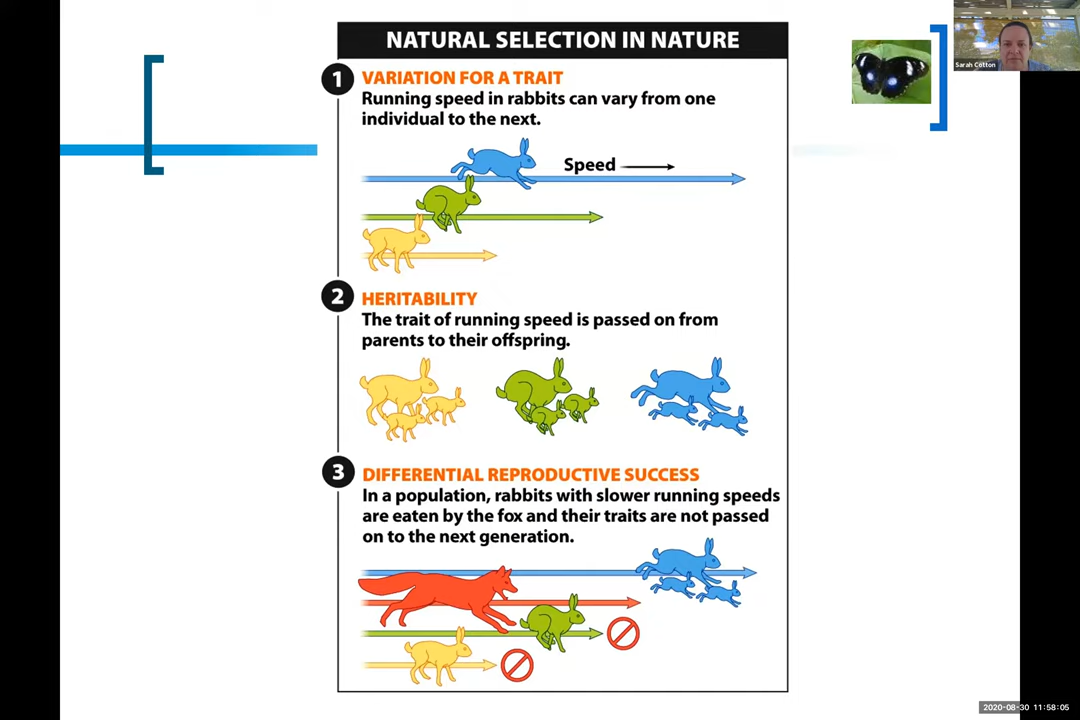 NATURAL SELECTION IN NATURE
1 VARIATION FOR A TRAIT
Running speed in rabbits can vary from one
individual to the next.
Speed
2 HERITABILITY
The trait of running speed is passed on from
parents to their offspring.
3 DIFFERENTIAL REPRODUCTIVE SUCCESS
In a population, rabbits with slower running speeds
are eaten by the fox and their traits are not passed
on to the next generation.
Sarah Cotton
2020-08-30 11:58:05